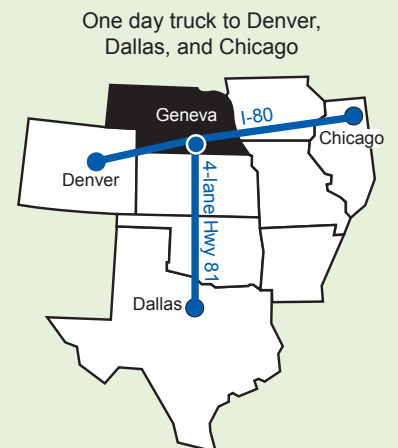 One day truck to Denver,
Dallas, and Chicago
Geneva
I-80
Chicago
Denver
4-lane Hwy 81
Dallas